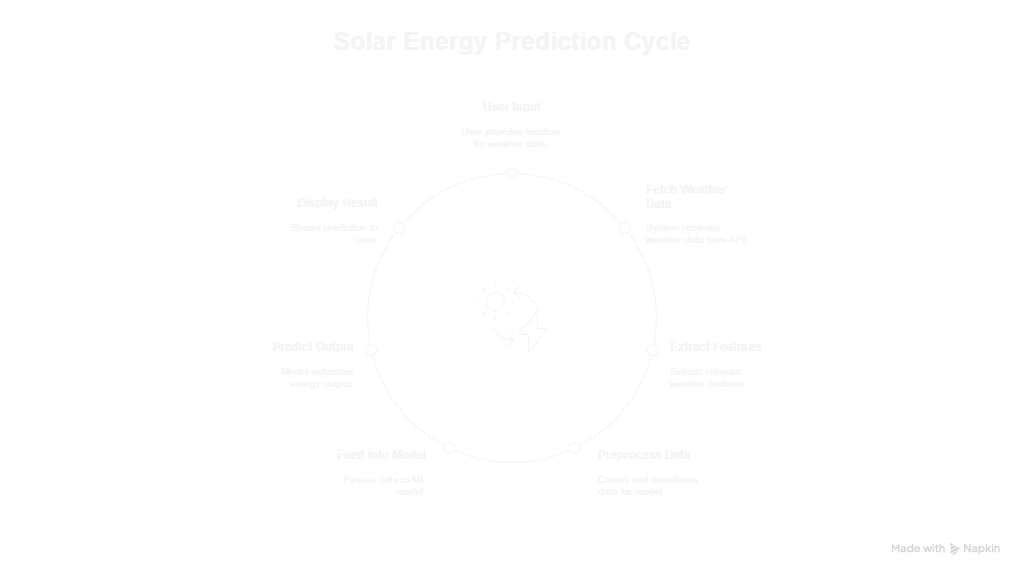 Solar Energy Prediction Cycle
User Input
User provides location
for weather data.
Fetch Weather
Data
System retrieves
weather data from API.
Extract Features
Selects relevant
weather features.
Preprocess Data
Cleans and transforms
data for model.
Feed into Model
Passes data to ML
model.
Predict Output
Model estimates
energy output.
Display Result
Shows prediction to
user.
Made with Napkin